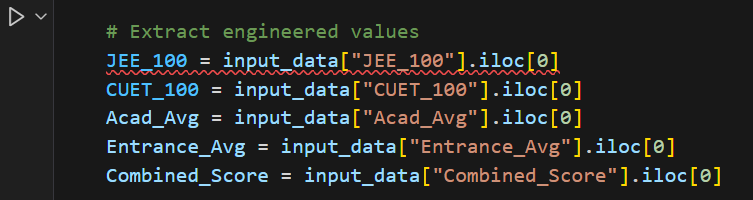 # Extract engineered values
JEE_100 = input_data["JEE_100"].iloc[0]
CUET_100 = input_data["CUET_100"].iloc[0]
Acad_Avg = input_data["Acad_Avg"].iloc[0]
Entrance_Avg = input_data["Entrance_Avg"].iloc[0]
Combined_Score = input_data["Combined_Score"].iloc[0]